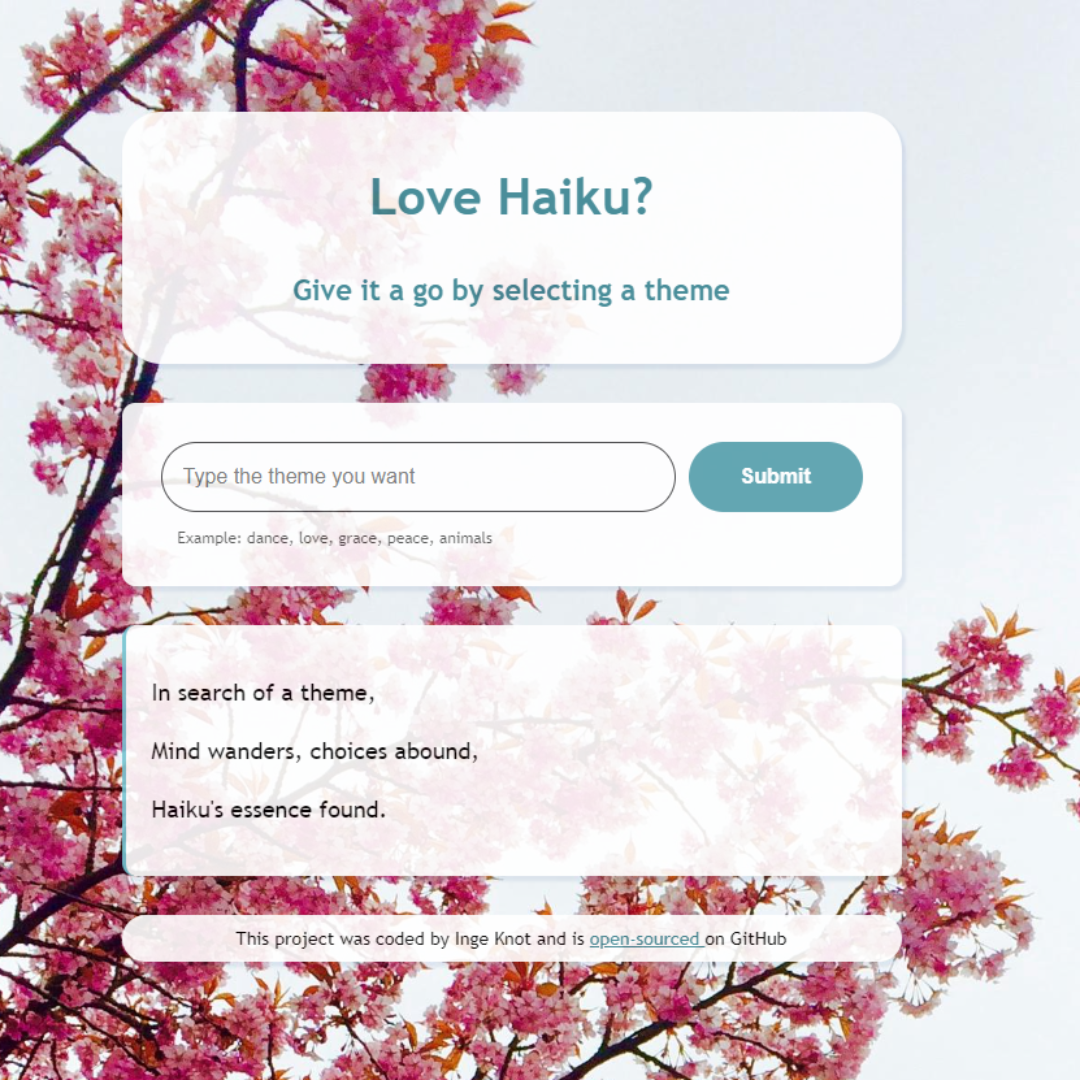 Love Haiku?
Give it a go by selecting a theme
Type the theme you want
Submit
Example: dance, love, grace, peace, animals
In search of a theme,
Mind wanders, choices abound,
Haiku's essence found.
This project was coded by Inge Knot and is open-sourced on GitHub